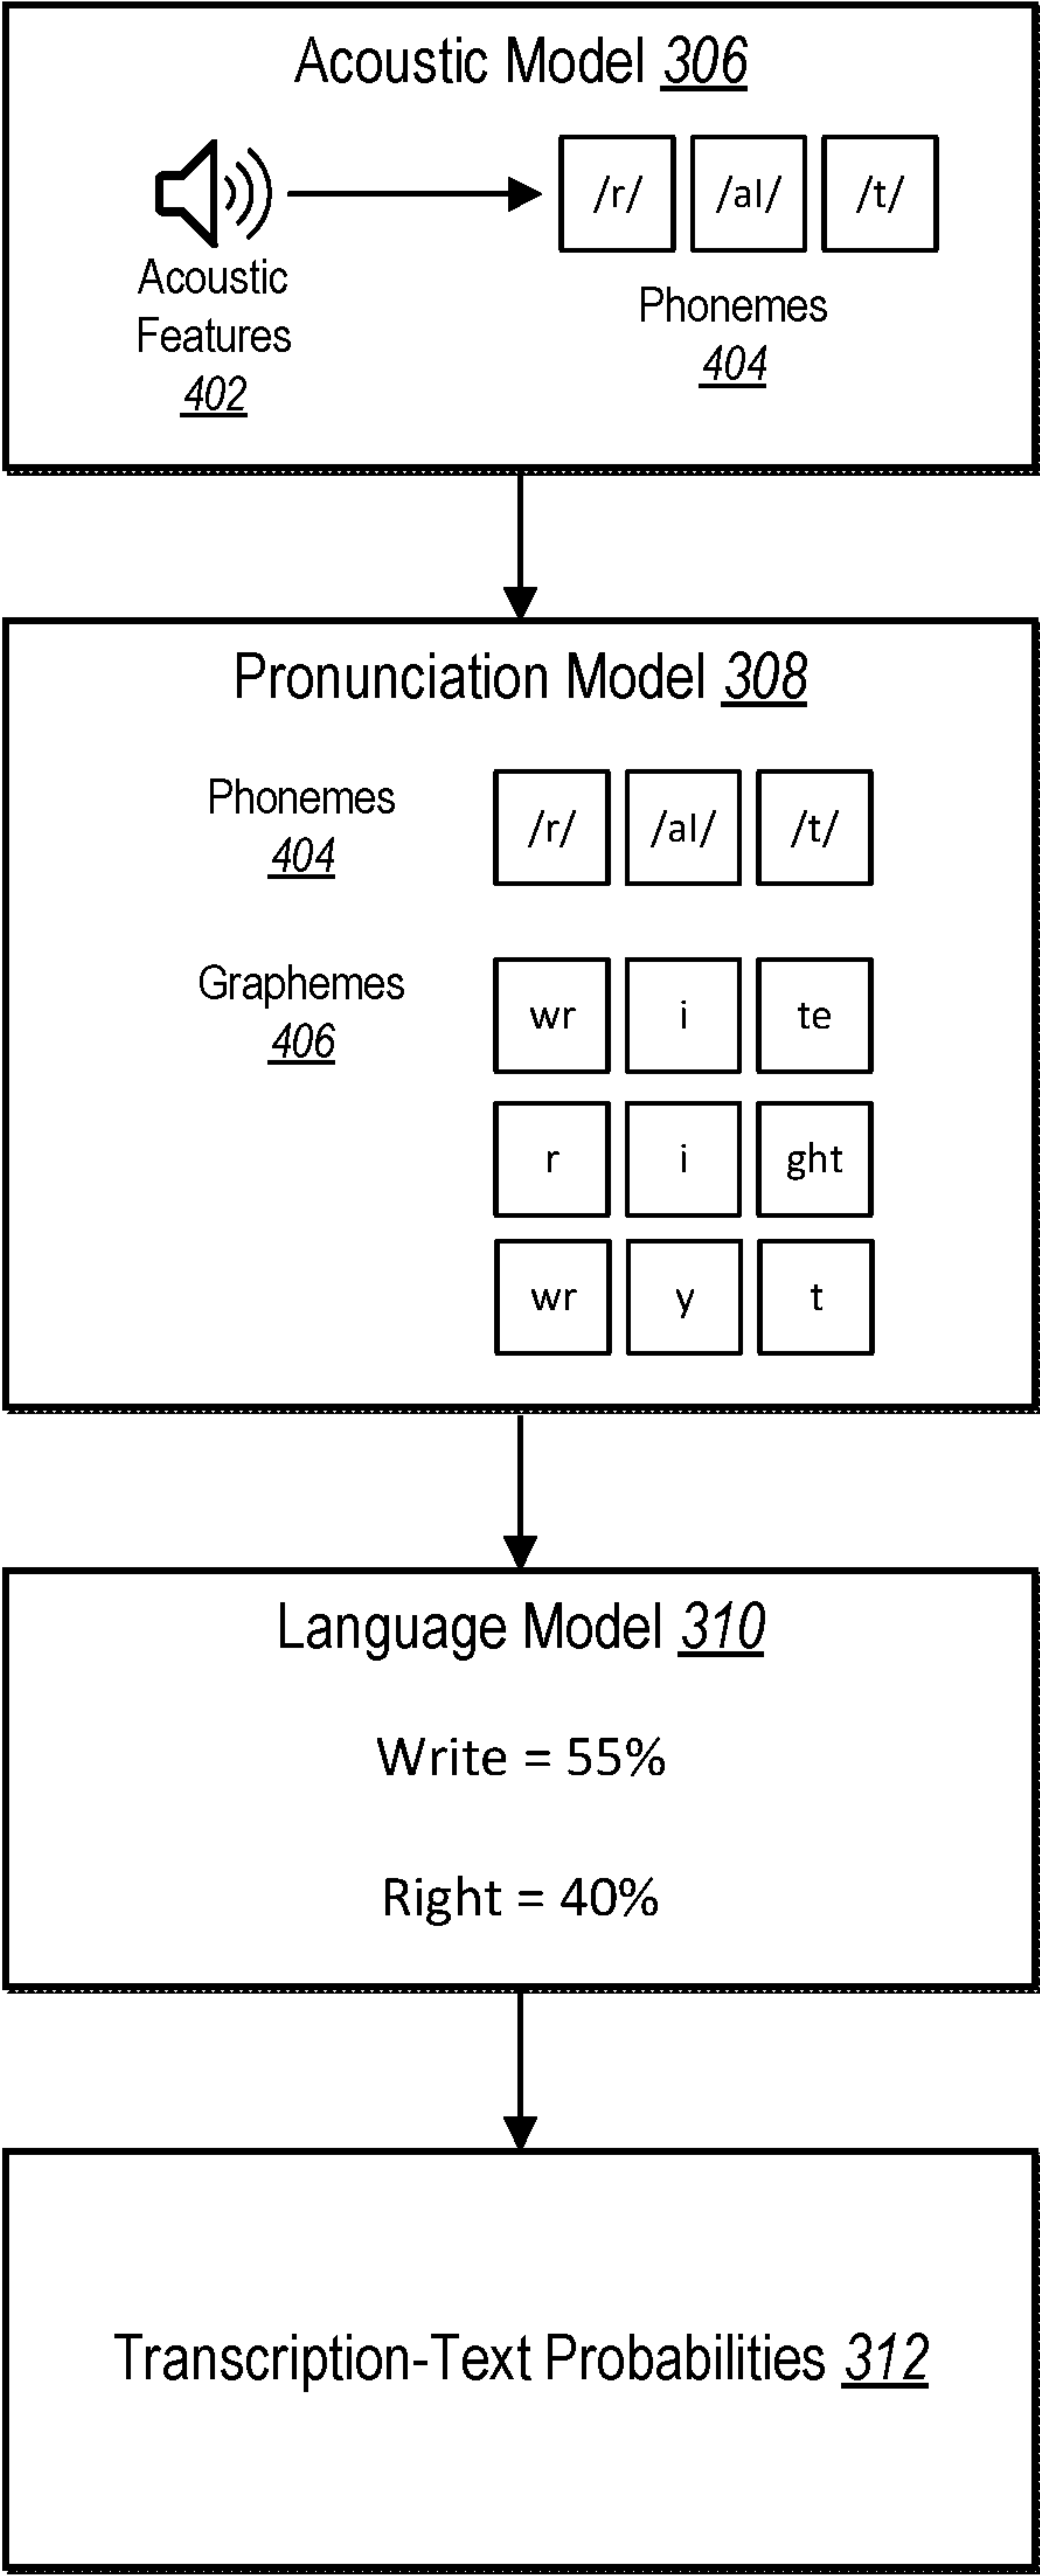 Acoustic Model 306
/r/ /aI/ /t/
Acoustic
Features
402
Phonemes
404
Pronunciation Model 308
Phonemes
404
/r/ /aI/ /t/
Graphemes
406
wr i te
r i ght
wr y t
Language Model 310
Write = 55%
Right = 40%
Transcription-Text Probabilities 312